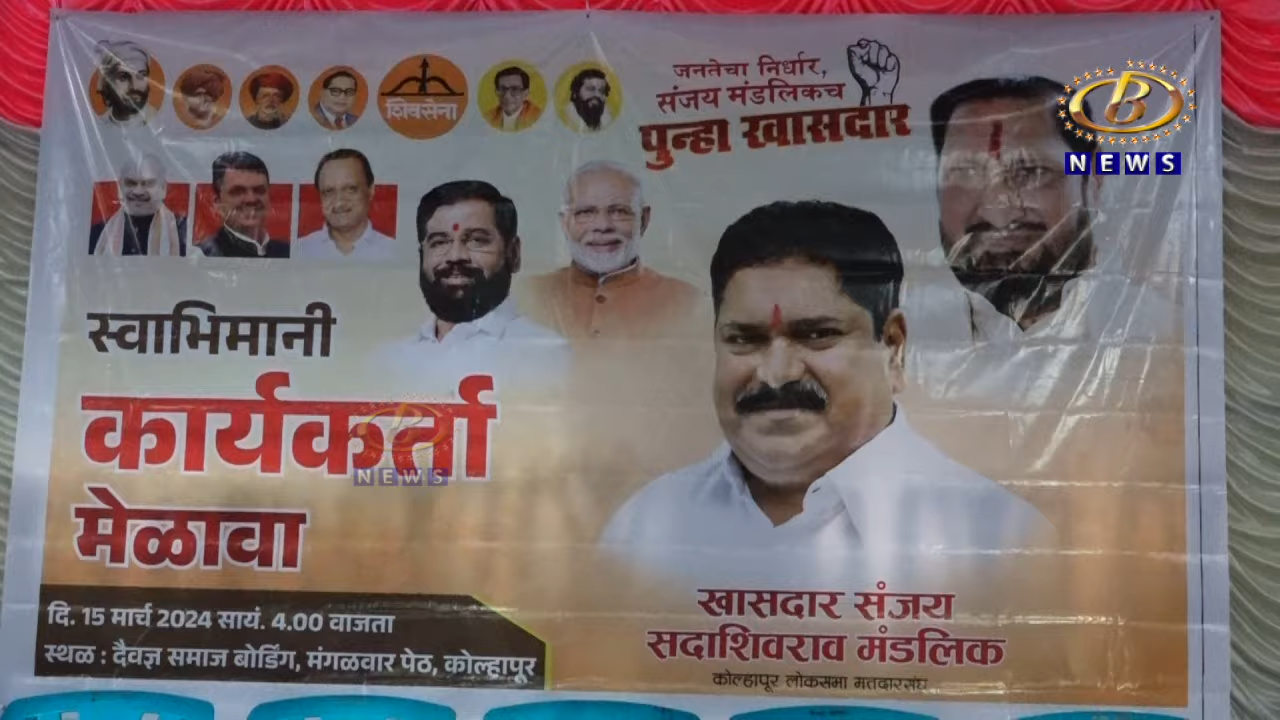 शिवसेना
जनतेचा निर्धार,
संजय मंडलिकच
पुन्हा खासदार
B
NEWS
स्वाभिमानी
कार्यकर्ता
NEWS
मेळावा
दि. 15 मार्च 2024 सायं. 4.00 वाजता
स्थळ : दैवज्ञ समाज बोर्डिंग, मंगळवार पेठ, कोल्हापूर
खासदार संजय
सदाशिवराव मंडलिक
कोल्हापूर लोकसभा मतदारसंघ